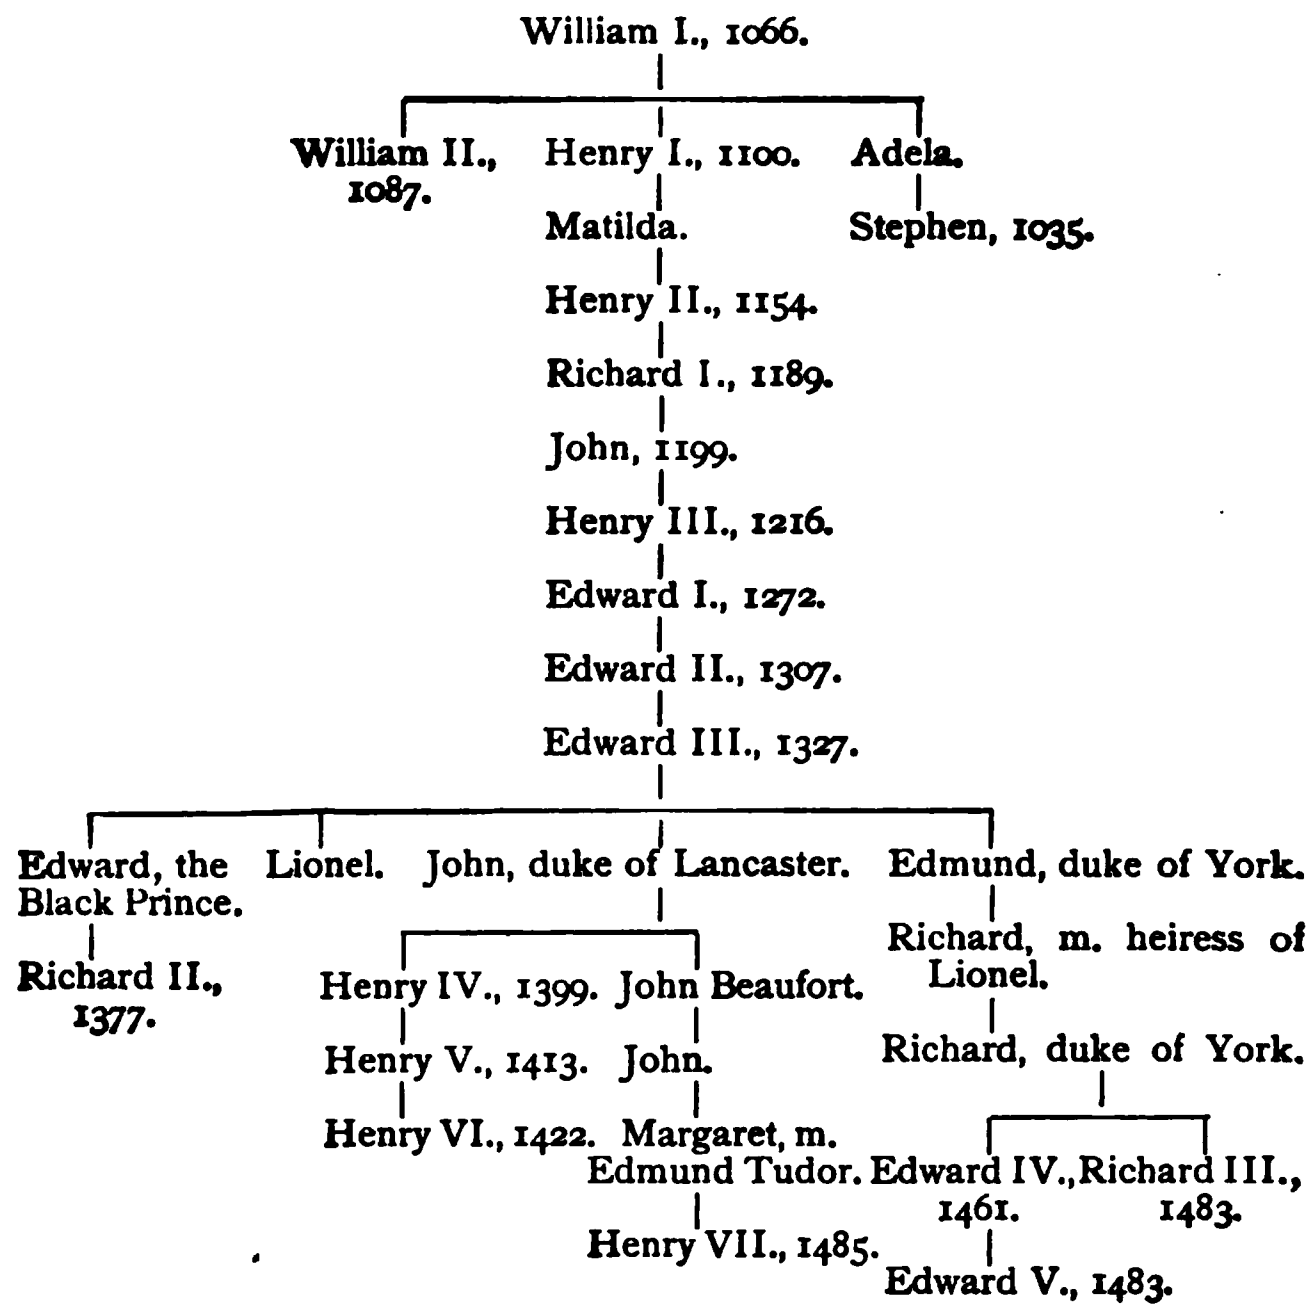 William I., 1066.
William II., 1087.
Henry I., 1100.
Adela.
Matilda.
Stephen, 1035.
Henry II., 1154.
Richard I., 1189.
John, 1199.
Henry III., 1216.
Edward I., 1272.
Edward II., 1307.
Edward III., 1327.
Edward, the
Black Prince.
Lionel.
John, duke of Lancaster.
Edmund, duke of York.
Richard, m. heiress of
Lionel.
Richard II.,
1377.
Henry IV., 1399.
John Beaufort.
Richard, duke of York.
Henry V., 1413.
John.
Henry VI., 1422.
Margaret, m.
Edmund Tudor.
Edward IV.,
1461.
Richard III.,
1483.
Henry VII., 1485.
Edward V., 1483.